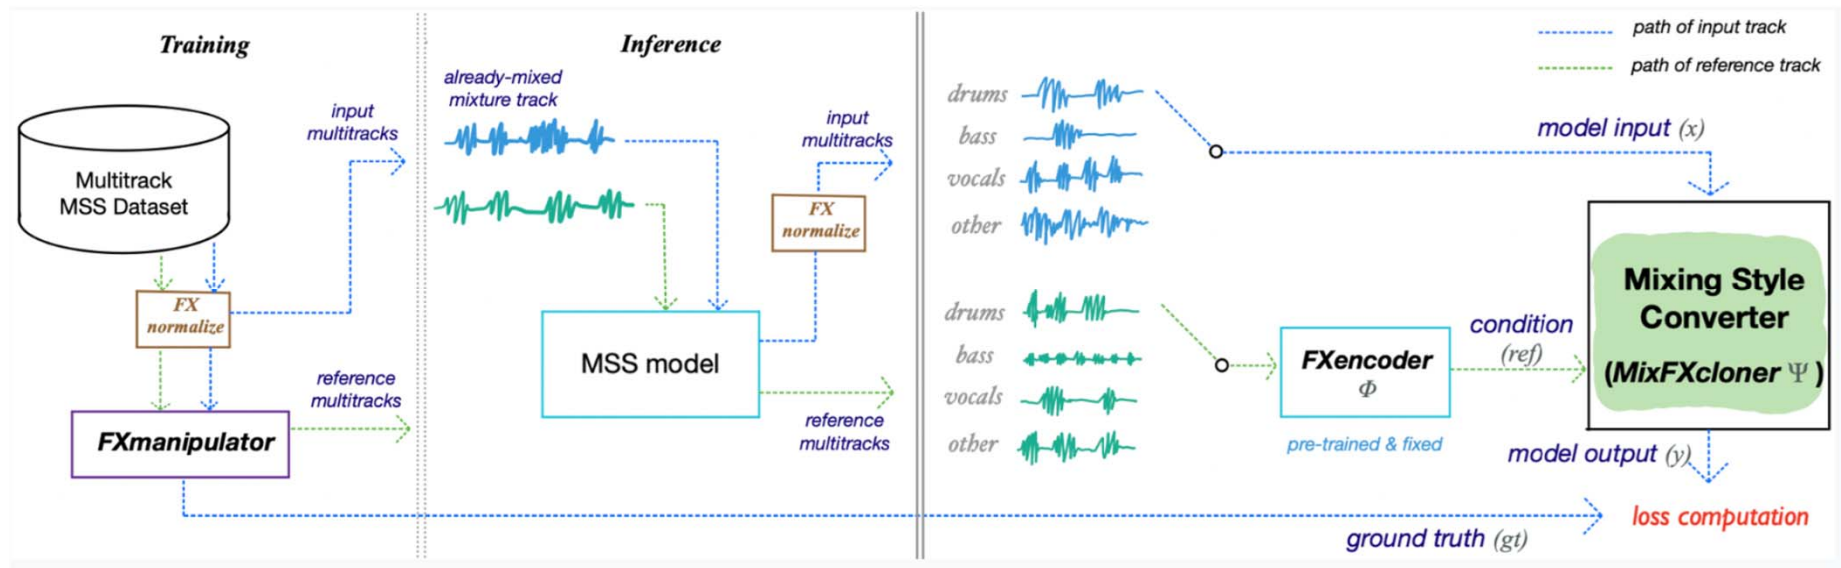 Training
Multitrack
MSS Dataset
input
multitracks
FX
normalize
reference
multitracks
FXmanipulator
Inference
already-mixed
mixture track
input
multitracks
FX
normalize
MSS model
reference
multitracks
path of input track
path of reference track
drums
bass
vocals
other
model input (x)
drums
bass
vocals
other
FXencoder
Φ
pre-trained & fixed
condition
(ref)
Mixing Style
Converter
(MixFXcloner Ψ)
model output (y)
loss computation
ground truth (gt)